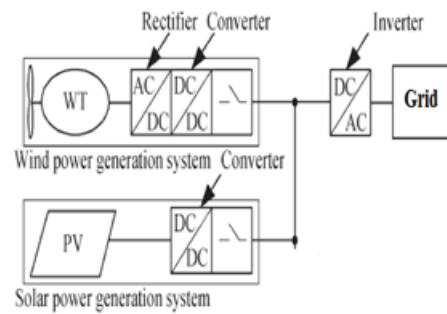 Rectifier Converter
Inverter
WT
AC
DC
DC
DC
DC
AC
Grid
Wind power generation system
Converter
PV
DC
DC
Solar power generation system